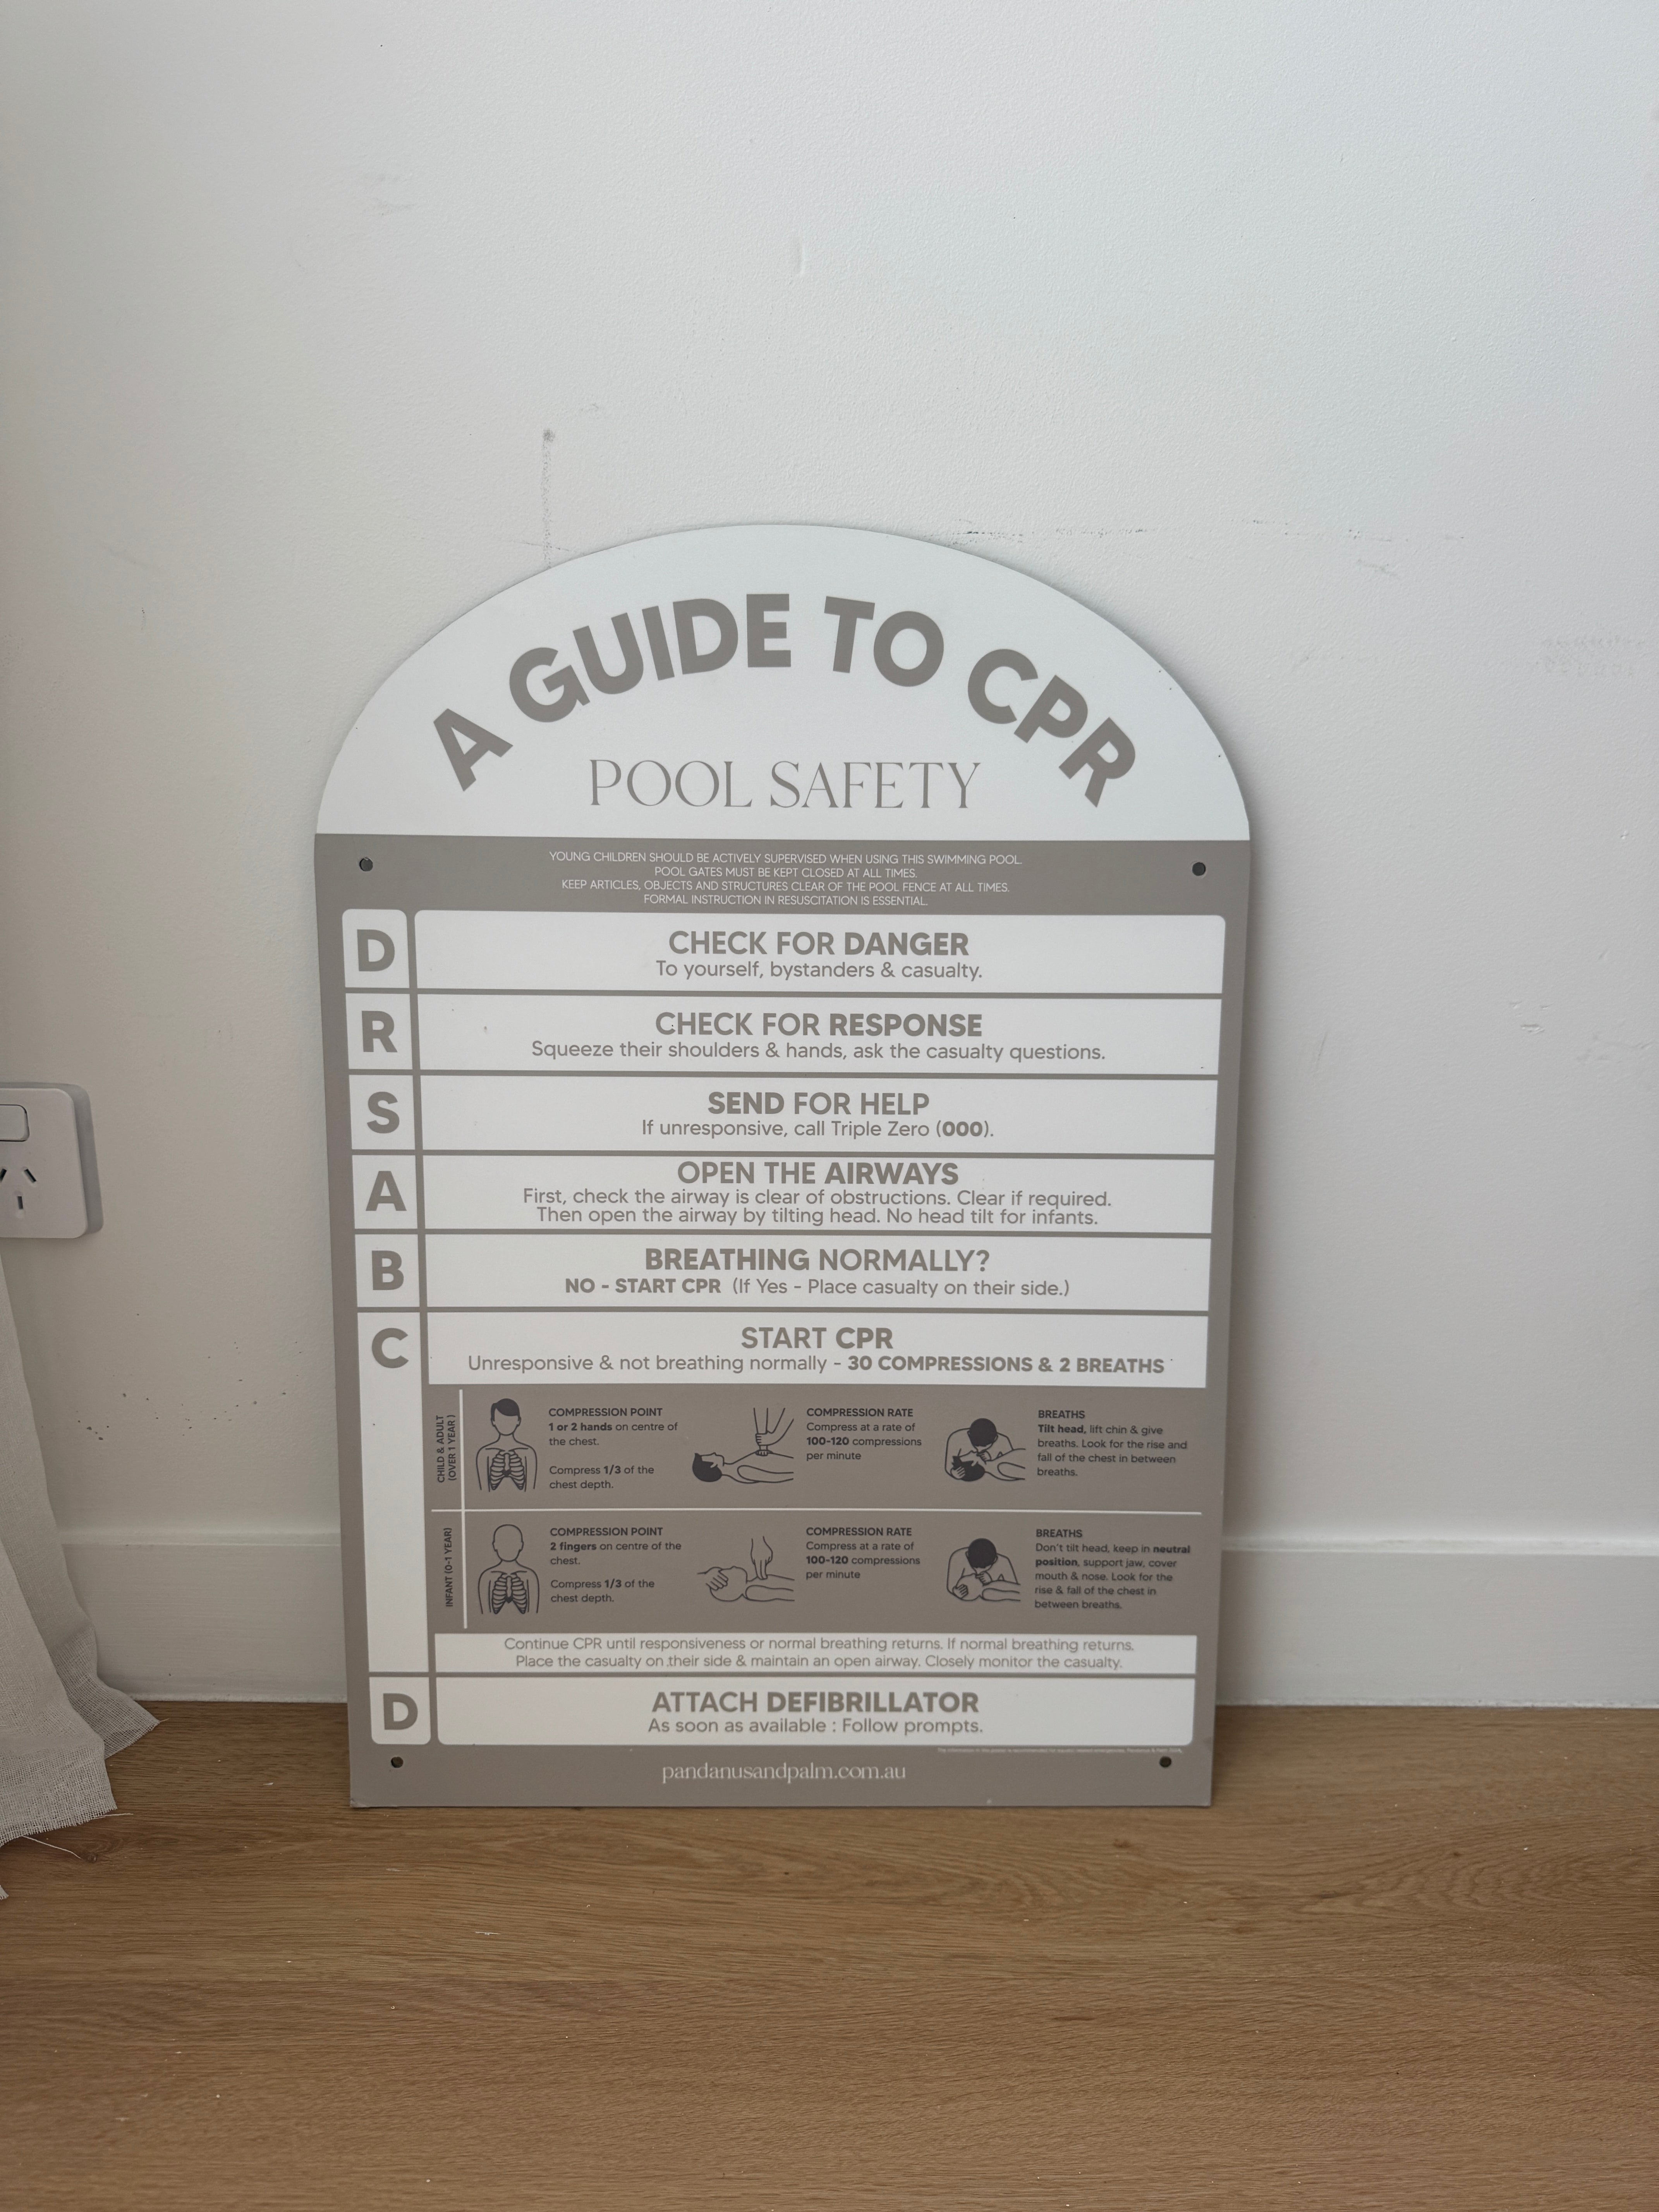 A GUIDE TO CPR
POOL SAFETY
YOUNG CHILDREN SHOULD BE ACTIVELY SUPERVISED WHEN USING THIS SWIMMING POOL.
POOL GATES MUST BE KEPT CLOSED AT ALL TIMES.
KEEP ARTICLES, OBJECTS AND STRUCTURES CLEAR OF THE POOL FENCE AT ALL TIMES.
FORMAL INSTRUCTION IN RESUSCITATION IS ESSENTIAL.
D
CHECK FOR DANGER
To yourself, bystanders & casualty.
R
CHECK FOR RESPONSE
Squeeze their shoulders & hands, ask the casualty questions.
S
SEND FOR HELP
If unresponsive, call Triple Zero (000).
A
OPEN THE AIRWAYS
First, check the airway is clear of obstructions. Clear if required.
Then open the airway by tilting head. No head tilt for infants.
B
BREATHING NORMALLY?
NO - START CPR (If Yes - Place casualty on their side.)
C
START CPR
Unresponsive & not breathing normally - 30 COMPRESSIONS & 2 BREATHS
CHILD & ADULT
(OVER 1 YEAR)
COMPRESSION POINT
1 or 2 hands on centre of
the chest.
Compress 1/3 of the
chest depth.
COMPRESSION RATE
Compress at a rate of
100-120 compressions
per minute
BREATHS
Tilt head, lift chin & give
breaths. Look for the rise and
fall of the chest in between
breaths.
INFANT (0-1 YEAR)
COMPRESSION POINT
2 fingers on centre of the
chest.
Compress 1/3 of the
chest depth.
COMPRESSION RATE
Compress at a rate of
100-120 compressions
per minute
BREATHS
Don't tilt head, keep in neutral
position, support jaw, cover
mouth & nose. Look for the
rise & fall of the chest in
between breaths.
Continue CPR until responsiveness or normal breathing returns. If normal breathing returns.
Place the casualty on their side & maintain an open airway. Closely monitor the casualty.
D
ATTACH DEFIBRILLATOR
As soon as available : Follow prompts.
pandanusandpalm.com.au